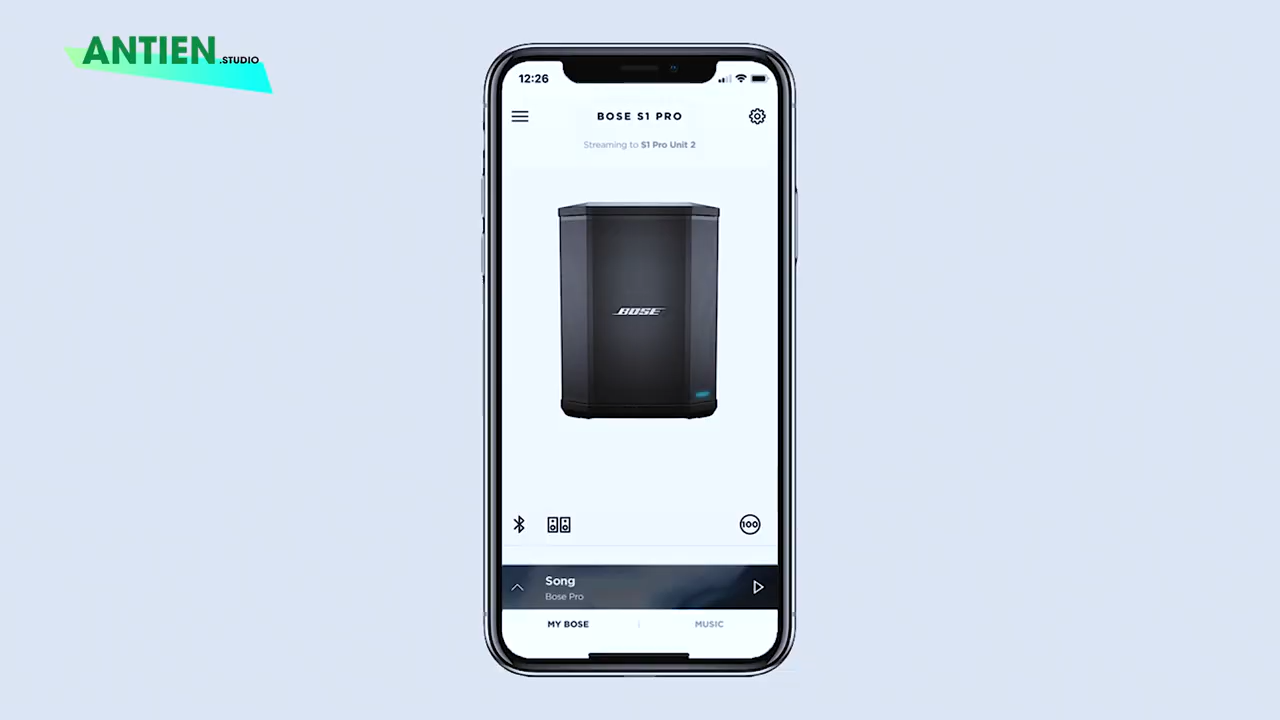 ANTIEN.STUDIO
12:26
BOSE S1 PRO
Streaming to S1 Pro Unit 2
BOSE
100
Song
Bose Pro
MY BOSE
MUSIC